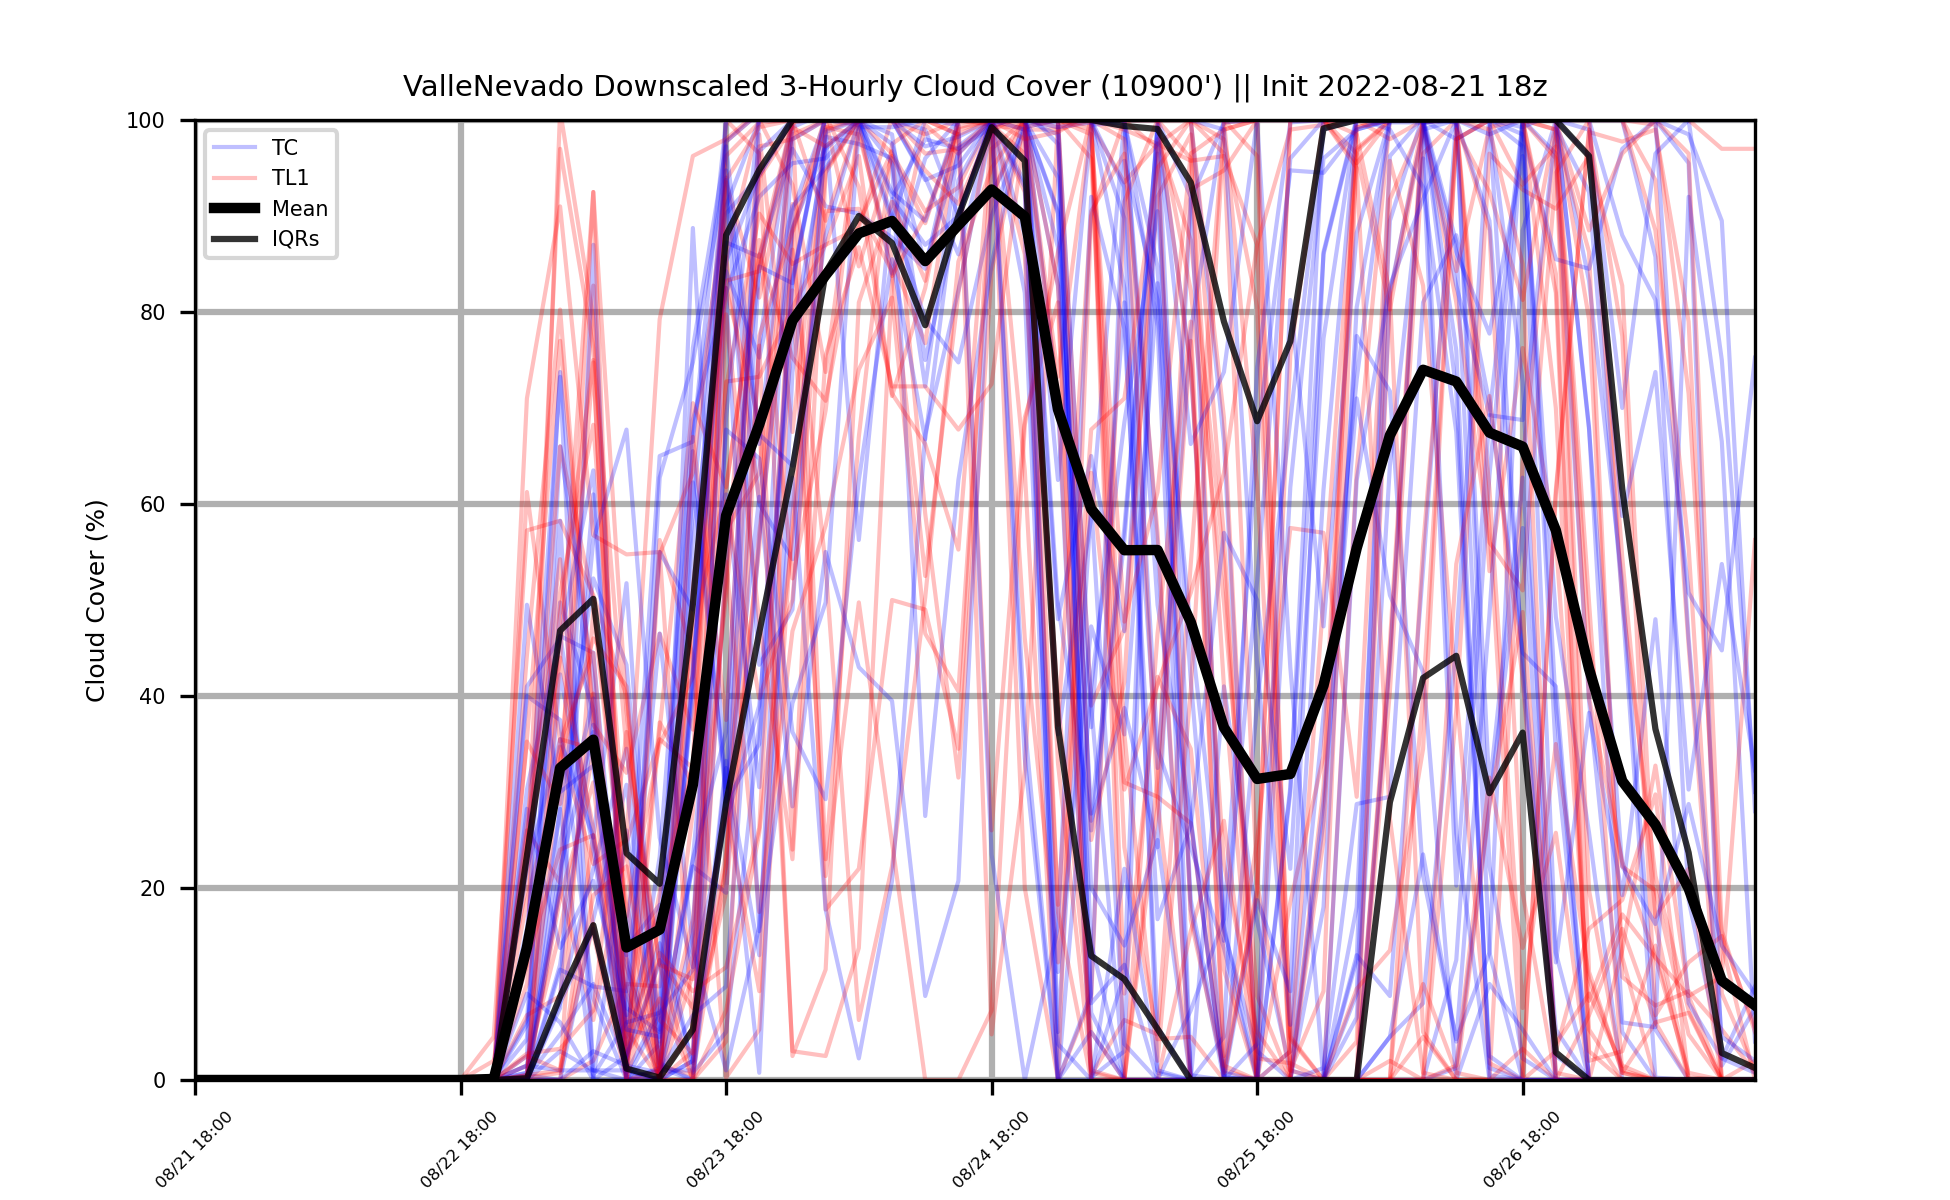 ValleNevado Downscaled 3-Hourly Cloud Cover (10900') || Init 2022-08-21 18z
TC
TL1
Mean
IQRs
Cloud Cover (%)
100
80
60
40
20
0
08/21 18:00
08/22 18:00
08/23 18:00
08/24 18:00
08/25 18:00
08/26 18:00